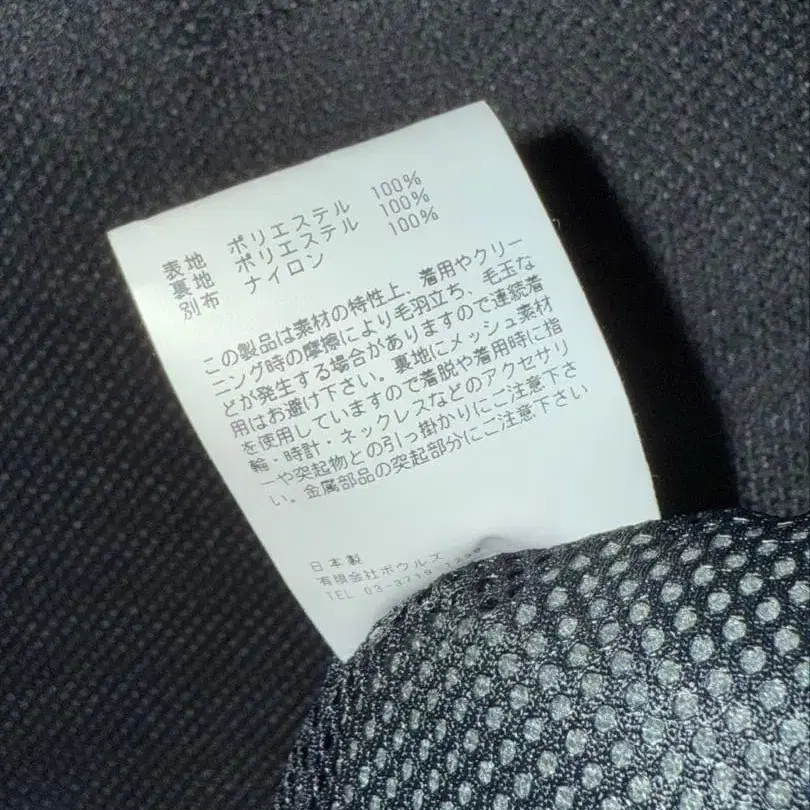 表地 ポリエステル 100%
裏地 ポリエステル 100%
別布 ナイロン 100%
この製品は素材の特性上、着用やクリー
ニング時の摩擦により毛羽立ち、毛玉な
どが発生する場合がありますので連続着
用はお避け下さい。裏地にメッシュ素材
を使用していますので着脱や着用時に指
輪・時計・ネックレスなどのアクセサリ
ーや突起物との引っ掛かりにご注意下さ
い。金属部品の突起部分にご注意下さい
日本製
有限会社ボウルズ
TEL 03-3719-